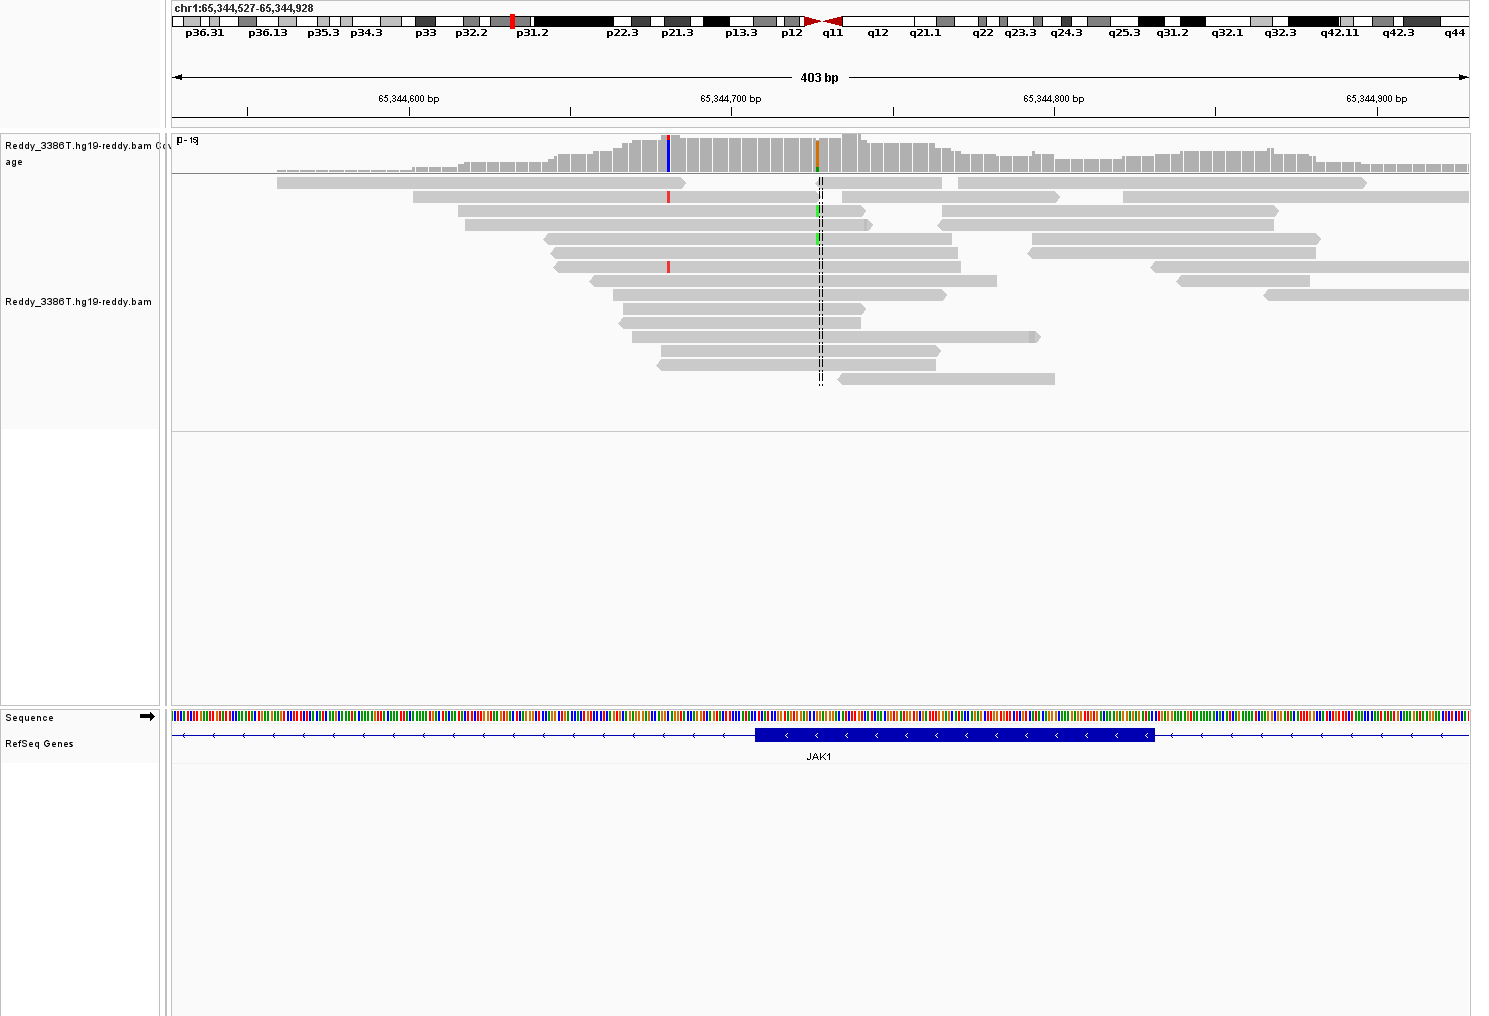 chr1:65,344,527-65,344,928
p36.31 p36.13 p35.3 p34.3 p33 p32.2 p31.2 p22.3 p21.3 p13.3 p12 q11 q12 q21.1 q22 q23.3 q24.3 q25.3 q31.2 q32.1 q32.3 q42.11 q42.3 q44
403 bp
65,344,600 bp 65,344,700 bp 65,344,800 bp 65,344,900 bp
Reddy_3386T.hg19-reddy.bam Cov
age
[0 - 19]
Reddy_3386T.hg19-reddy.bam
Sequence
RefSeq Genes
JAK1